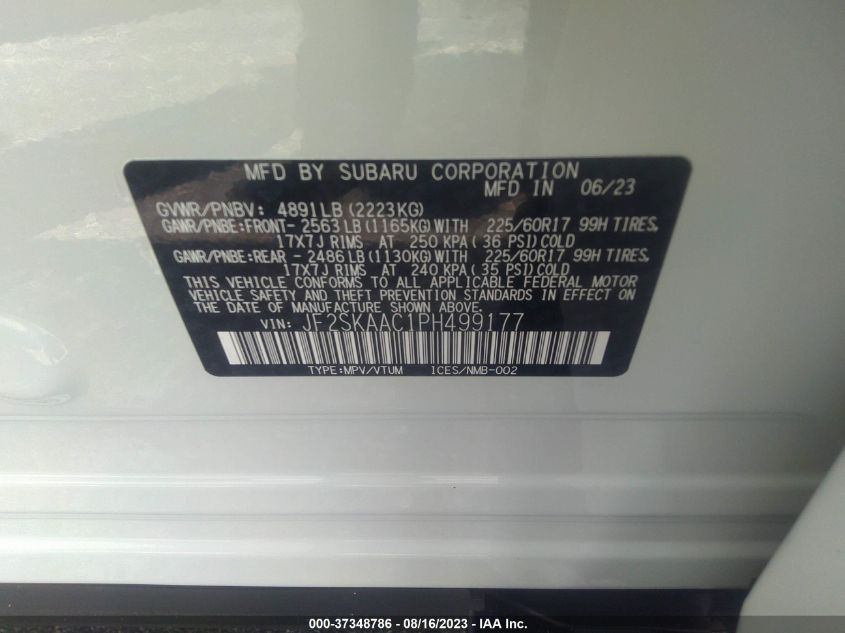 MFD BY SUBARU CORPORATION
MFD IN 06/23
GVWR/PNBV: 4891LB (2223KG)
GAWR/PNBE:FRONT- 2563LB (1165KG)WITH 225/60R17 99H TIRES,
17X7J RIMS AT 250 KPA( 36 PSI)COLD
GAWR/PNBE:REAR - 2486LB (1130KG)WITH 225/60R17 99H TIRES,
17X7J RIMS AT 240 KPA( 35 PSI)COLD
THIS VEHICLE CONFORMS TO ALL APPLICABLE FEDERAL MOTOR
VEHICLE SAFETY AND THEFT PREVENTION STANDARDS IN EFFECT ON
THE DATE OF MANUFACTURE SHOWN ABOVE.
VIN: JF2SKAAC1PH499177
TYPE:MPV/VTUM ICES/NMB-002
000-37348786 - 08/16/2023 - IAA Inc.